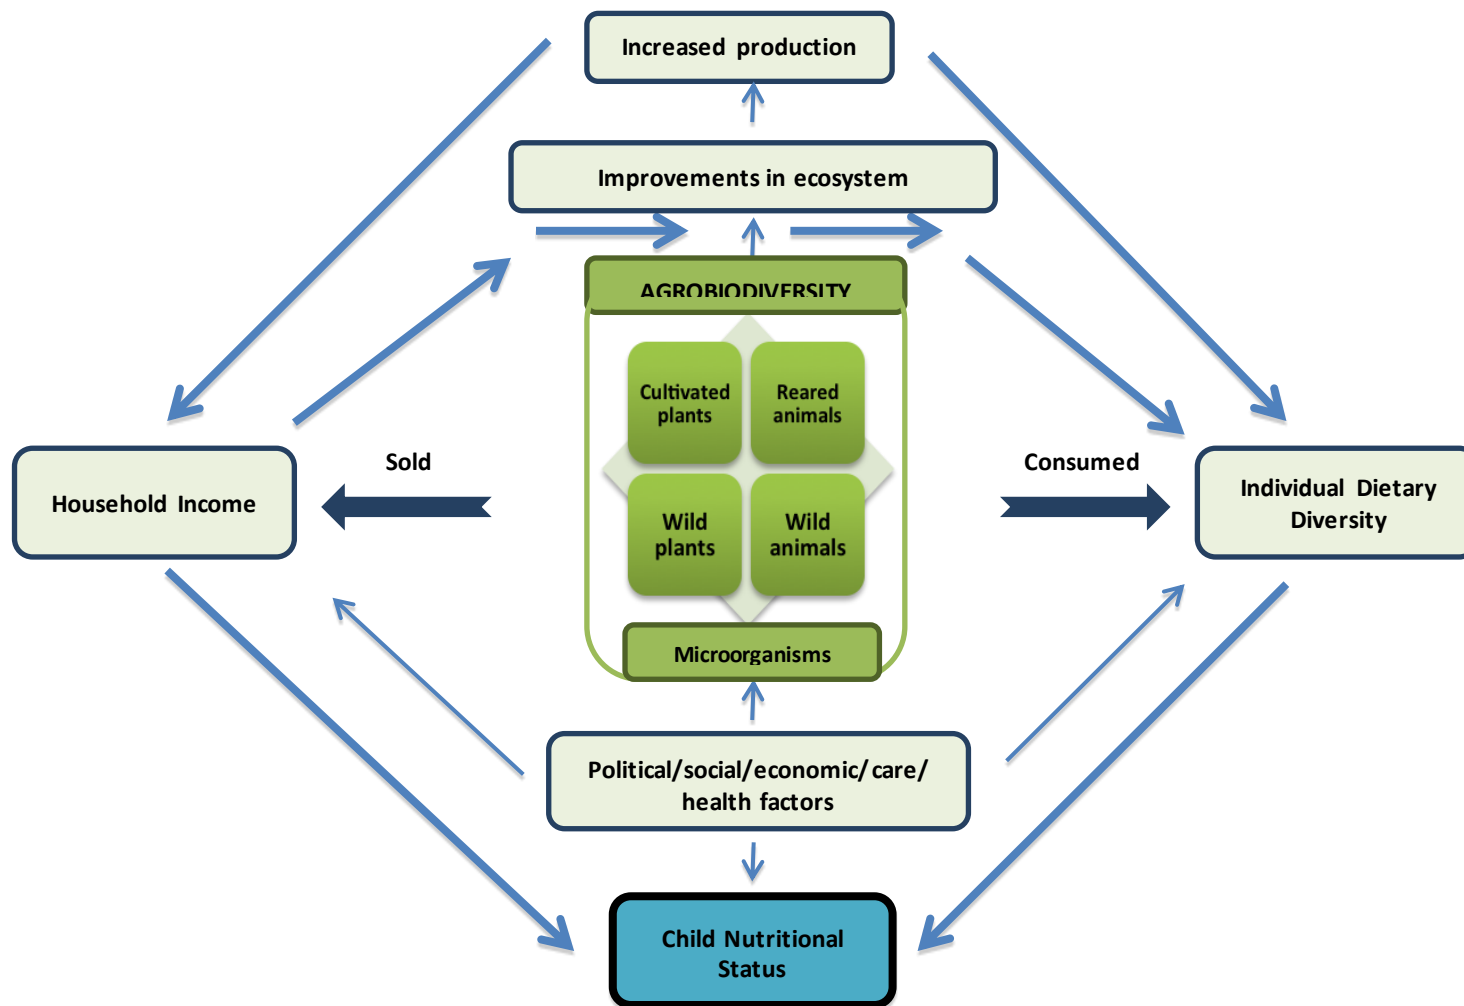 Increased production
Improvements in ecosystem
AGROBIODIVERSITY
Cultivated
plants
Reared
animals
Sold
Consumed
Household Income
Individual Dietary
Diversity
Wild
plants
Wild
animals
Microorganisms
Political/social/economic/care/
health factors
Child Nutritional
Status